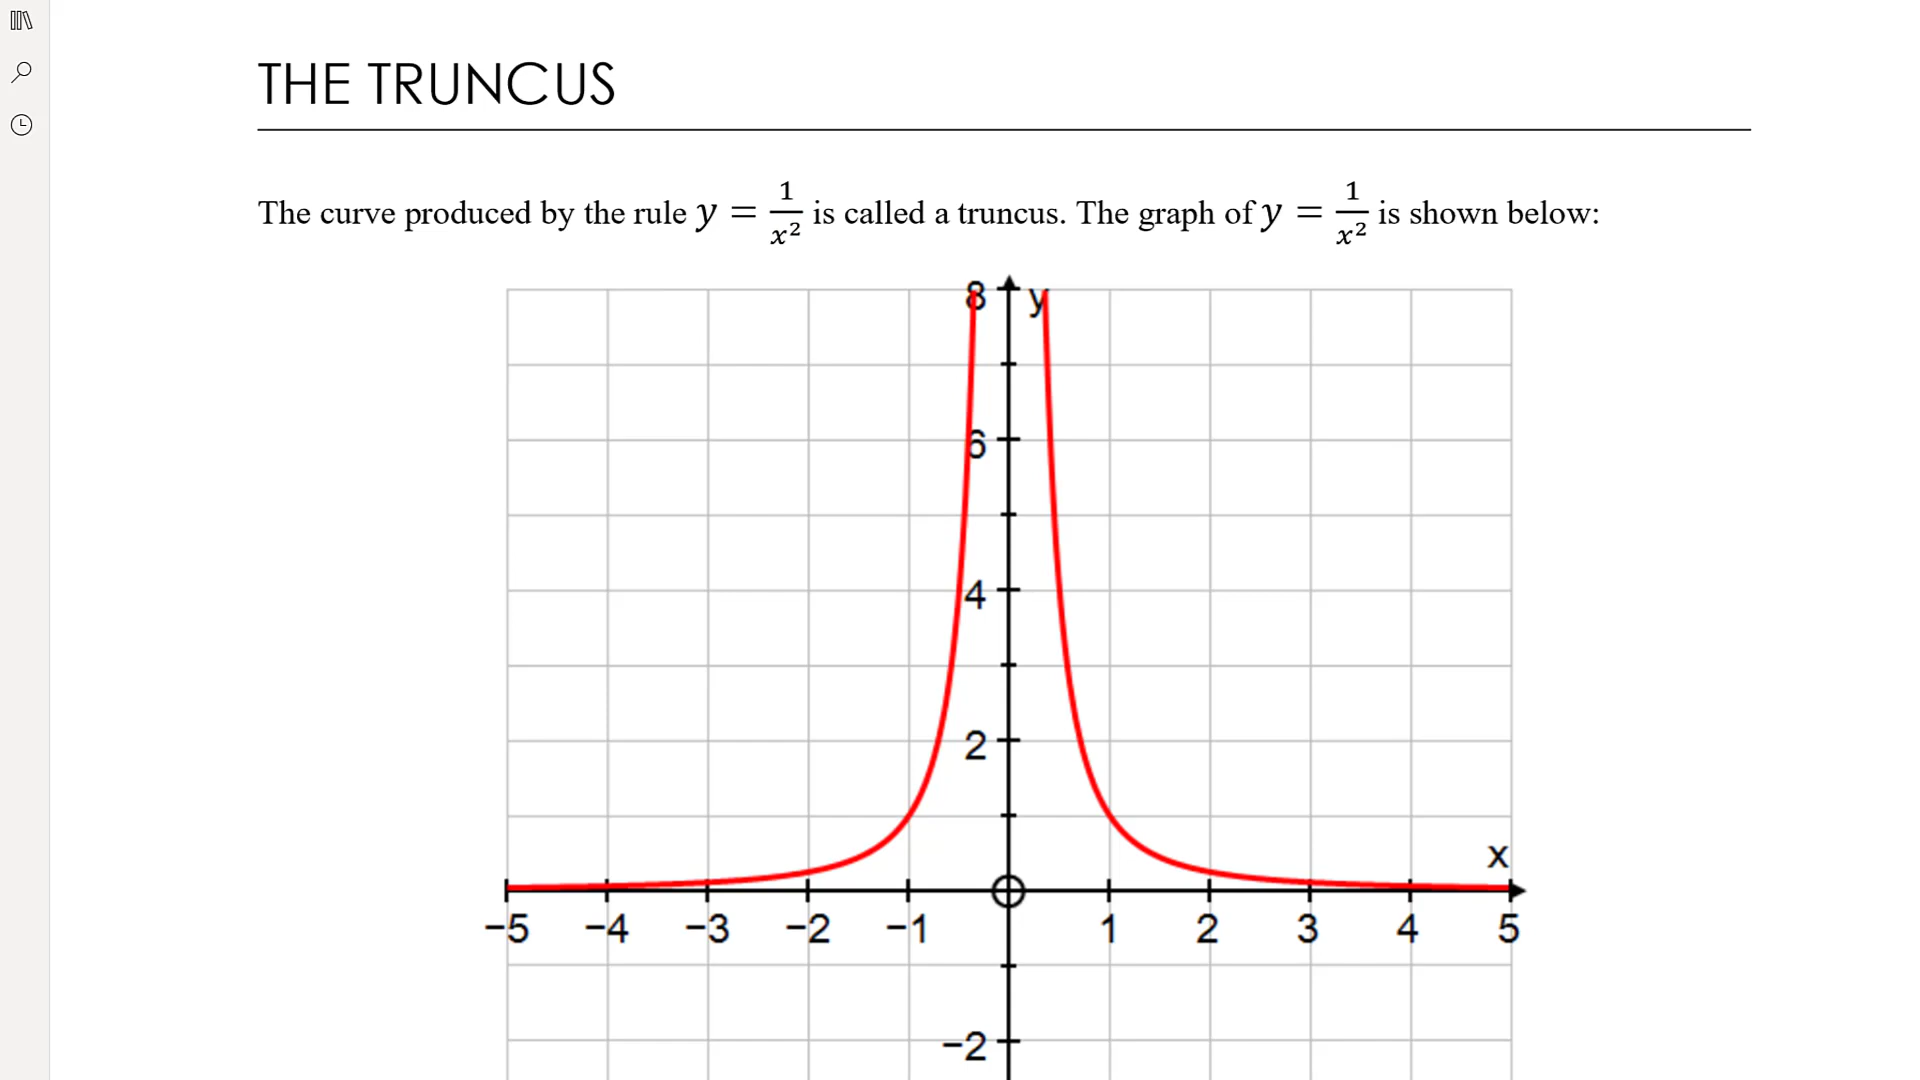 THE TRUNCUS
The curve produced by the rule y = 1/x² is called a truncus. The graph of y = 1/x² is shown below:
8 y
6
4
2
x
−5 −4 −3 −2 −1 1 2 3 4 5
−2